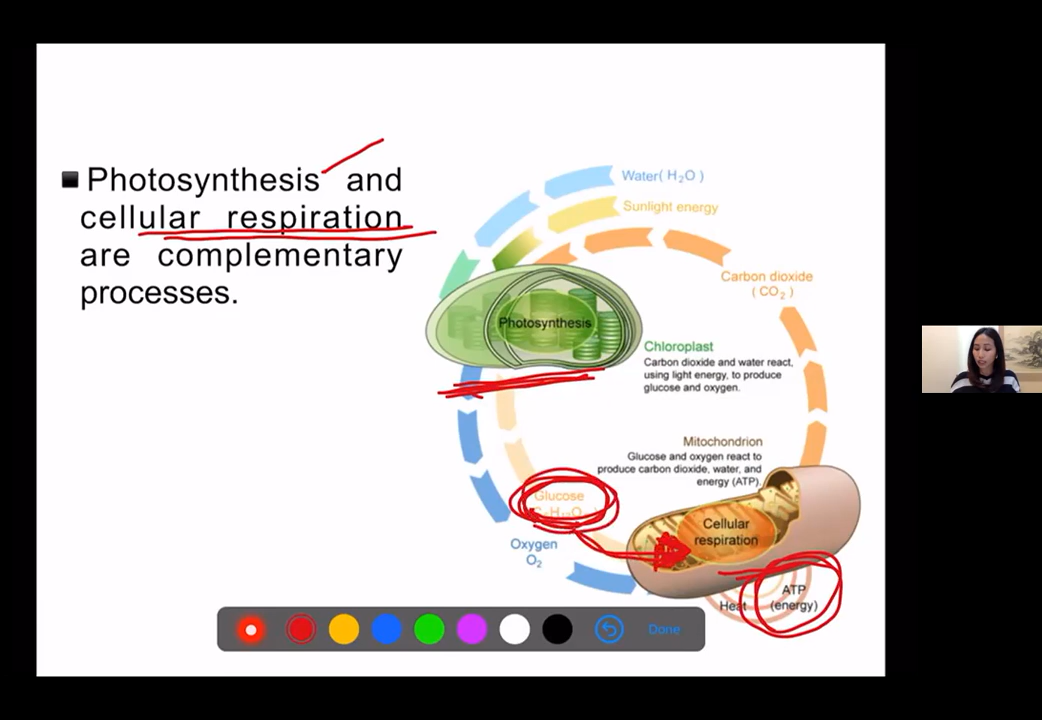 Photosynthesis and
cellular respiration
are complementary
processes.
Water( H₂O )
Sunlight energy
Carbon dioxide
( CO₂ )
Photosynthesis
Chloroplast
Carbon dioxide and water react,
using light energy, to produce
glucose and oxygen.
Mitochondrion
Glucose and oxygen react to
produce carbon dioxide, water, and
energy (ATP).
Glucose
Cellular
respiration
Oxygen
O₂
ATP
Heat (energy)
Done